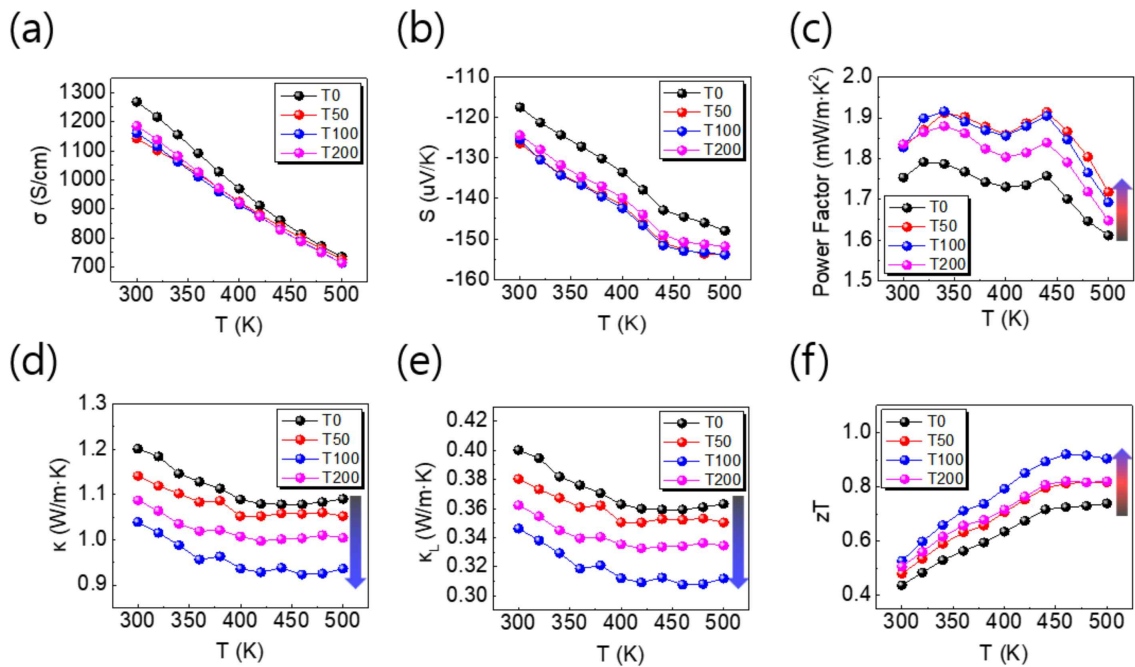 (a)
(b)
(c)
1300
1200
1100
1000
900
800
700
σ (S/cm)
T0
T50
T100
T200
300 350 400 450 500
T (K)
-110
-120
-130
-140
-150
-160
S (uV/K)
T0
T50
T100
T200
300 350 400 450 500
T (K)
2.0
1.9
1.8
1.7
1.6
1.5
Power Factor (mW/m·K²)
T0
T50
T100
T200
300 350 400 450 500
T (K)
(d)
(e)
(f)
1.3
1.2
1.1
1.0
0.9
κ (W/m·K)
T0
T50
T100
T200
300 350 400 450 500
T (K)
0.42
0.40
0.38
0.36
0.34
0.32
0.30
κL (W/m·K)
T0
T50
T100
T200
300 350 400 450 500
T (K)
1.0
0.8
0.6
0.4
zT
T0
T50
T100
T200
300 350 400 450 500
T (K)